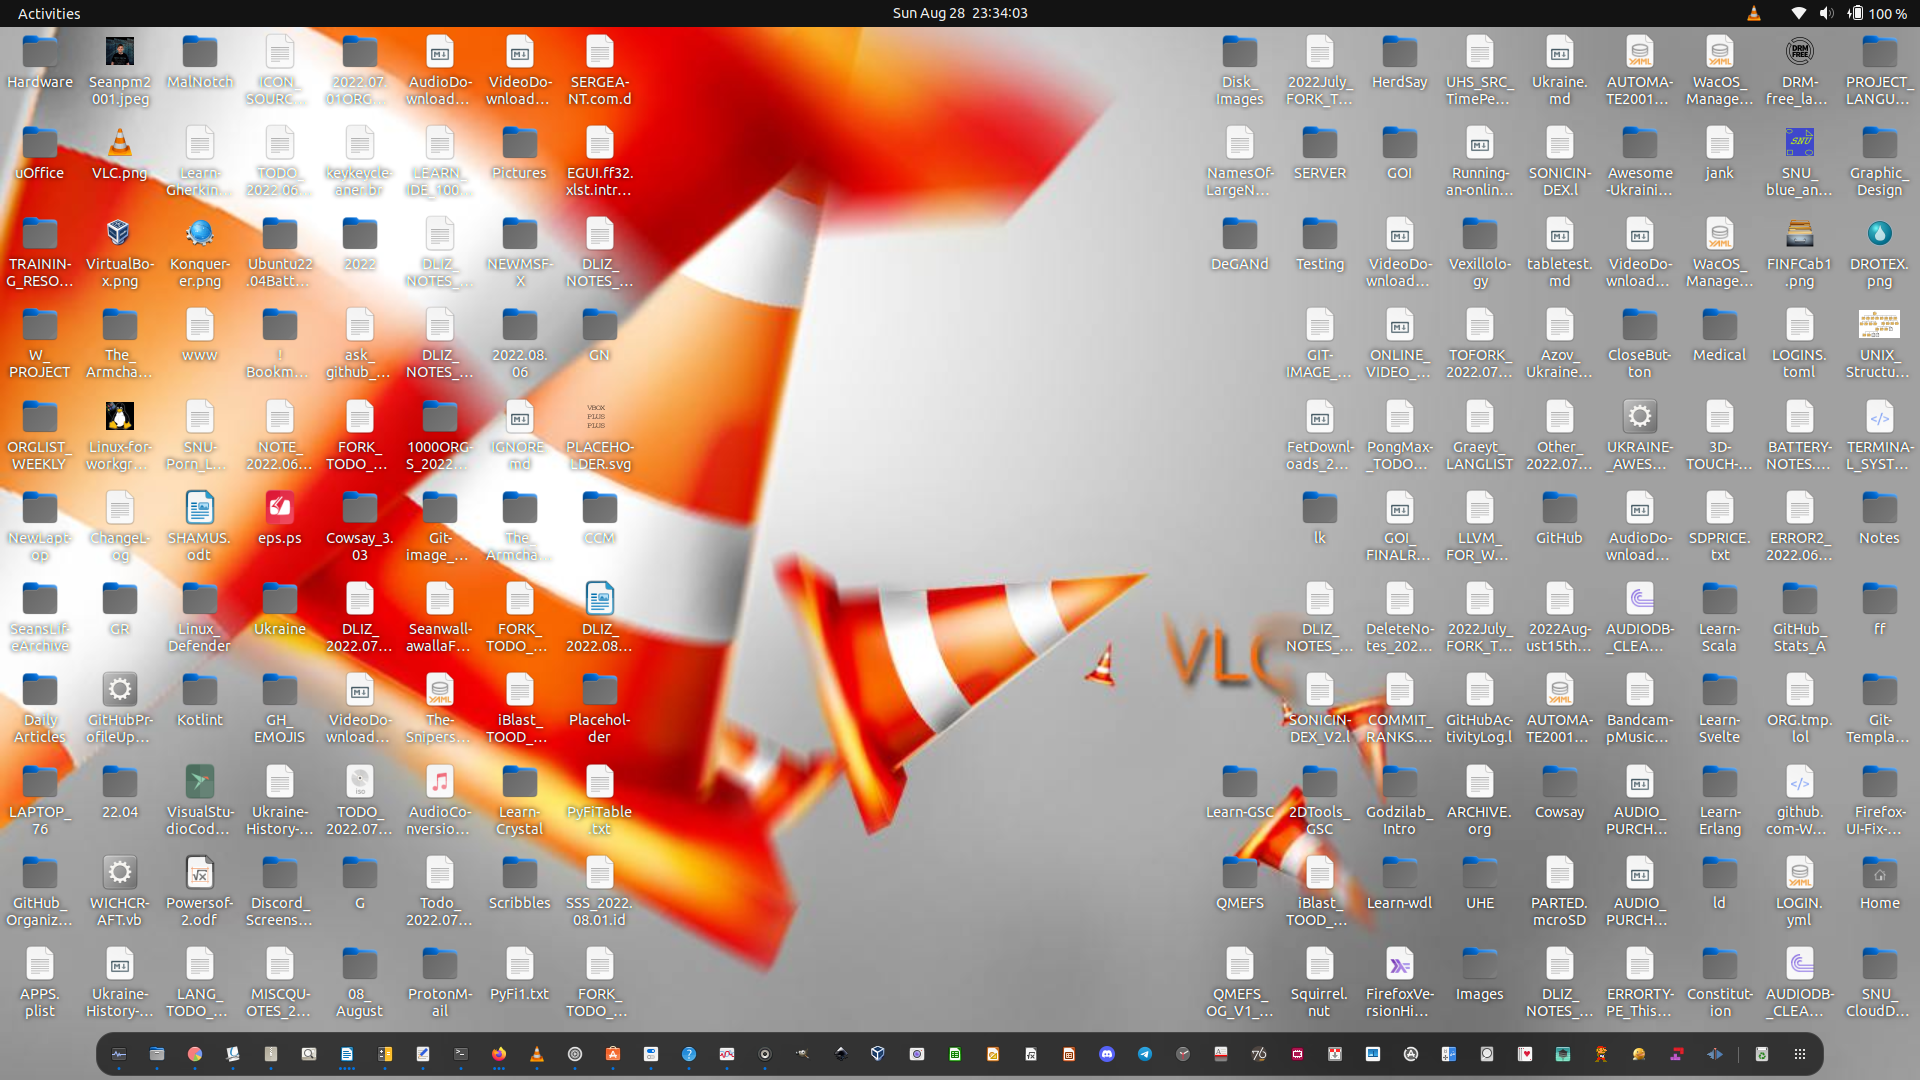 Activities
Sun Aug 28 23:34:03
100 %
Hardware
Seanpm2
001.jpeg
MalNotch
ICON_
SOURC...
2022.07.
01ORG...
AudioDo-
wnload...
VideoDo-
wnload...
SERGEA-
NT.com.d
Disk_
Images
2022July_
FORK_T...
HerdSay
UHS_SRC_
TimePe...
Ukraine.
md
AUTOMA-
TE2001...
WacOS_
Manage...
DRM-
free_la...
PROJECT_
LANGU...
uOffice
VLC.png
Learn-
Gherkin...
TODO_
2022.06...
keykeycle-
aner.br
LEARN_
IDE_100...
Pictures
EGUI.ff32.
xlst.intr...
NamesOf-
LargeN...
SERVER
GOI
Running-
an-onlin...
SONICIN-
DEX.l
Awesome
-Ukraini...
jank
SNU_
blue_an...
Graphic_
Design
TRAININ-
G_RESO...
VirtualBo-
x.png
Konquer-
er.png
Ubuntu22
.04Batt...
2022
DLIZ_
NOTES_...
NEWMSF-
X
DLIZ_
NOTES_...
DeGANd
Testing
VideoDo-
wnload...
Vexillolo-
gy
tabletest.
md
VideoDo-
wnload...
WacOS_
Manage...
FINFCab1
.png
DROTEX.
png
W_
PROJECT
The_
Armcha...
www
!
Bookm...
ask_
github_...
DLIZ_
NOTES_...
2022.08.
06
GN
GIT-
IMAGE_...
ONLINE_
VIDEO_...
TOFORK_
2022.07...
Azov_
Ukraine...
CloseBut-
ton
Medical
LOGINS.
toml
UNIX_
Structu...
ORGLIST_
WEEKLY
Linux-for-
workgr...
SNU-
Porn_L...
NOTE_
2022.06...
FORK_
TODO_...
1000ORG-
S_2022...
IGNORE.
md
VBOX
PLUS
PLUS
PLACEHO-
LDER.svg
FetDownl-
oads_2...
PongMax-
_TODO...
Graeyt_
LANGLIST
Other_
2022.07...
UKRAINE-
_AWES...
3D-
TOUCH-...
BATTERY-
NOTES....
TERMINA-
L_SYST...
NewLapt-
op
ChangeL-
og
SHAMUS.
odt
eps.ps
Cowsay_3.
03
Git-
image_...
The_
Armcha...
CCM
lk
GOI_
FINALR...
LLVM_
FOR_W...
GitHub
AudioDo-
wnload...
SDPRICE.
txt
ERROR2_
2022.06...
Notes
SeansLif-
eArchive
GR
Linux_
Defender
Ukraine
DLIZ_
2022.07...
Seanwall-
awallaF...
FORK_
TODO_...
DLIZ_
2022.08...
VLC
DLIZ_
NOTES_...
DeleteNo-
tes_202...
2022July_
FORK_T...
2022Aug-
ust15th...
AUDIODB-
_CLEA...
Learn-
Scala
GitHub_
Stats_A
ff
Daily_
Articles
GitHubPr-
ofileUp...
Kotlint
GH_
EMOJIS
VideoDo-
wnload...
The-
Snipers...
iBlast_
TOOD_...
Placehol-
der
SONICIN-
DEX_V2.l
COMMIT_
RANKS....
GitHubAc-
tivityLog.l
AUTOMA-
TE2001...
Bandcam-
pMusic...
Learn-
Svelte
ORG.tmp.
lol
Git-
Templa...
LAPTOP_
76
22.04
VisualStu-
dioCod...
Ukraine-
History-...
TODO_
2022.07...
AudioCo-
nversio...
Learn-
Crystal
PyFiTable
.txt
Learn-GSC
2DTools_
GSC
Godzilab_
Intro
ARCHIVE.
org
Cowsay
AUDIO_
PURCH...
Learn-
Erlang
github.
com-W...
Firefox-
UI-Fix-...
GitHub_
Organiz...
WICHCR-
AFT.vb
Powersof-
2.odf
Discord_
Screens...
G
Todo_
2022.07...
Scribbles
SSS_2022.
08.01.id
QMEFS
iBlast_
TOOD_...
Learn-wdl
UHE
PARTED.
mcroSD
AUDIO_
PURCH...
ld
LOGIN.
yml
Home
APPS.
plist
Ukraine-
History-...
LANG_
TODO_...
MISCQU-
OTES_2...
08_
August
ProtonM-
ail
PyFi1.txt
FORK_
TODO_...
QMEFS_
OG_V1_...
Squirrel.
nut
FirefoxVe-
rsionHi...
Images
DLIZ_
NOTES_...
ERRORTY-
PE_This...
Constitut-
ion
AUDIODB-
_CLEA...
SNU_
CloudD...